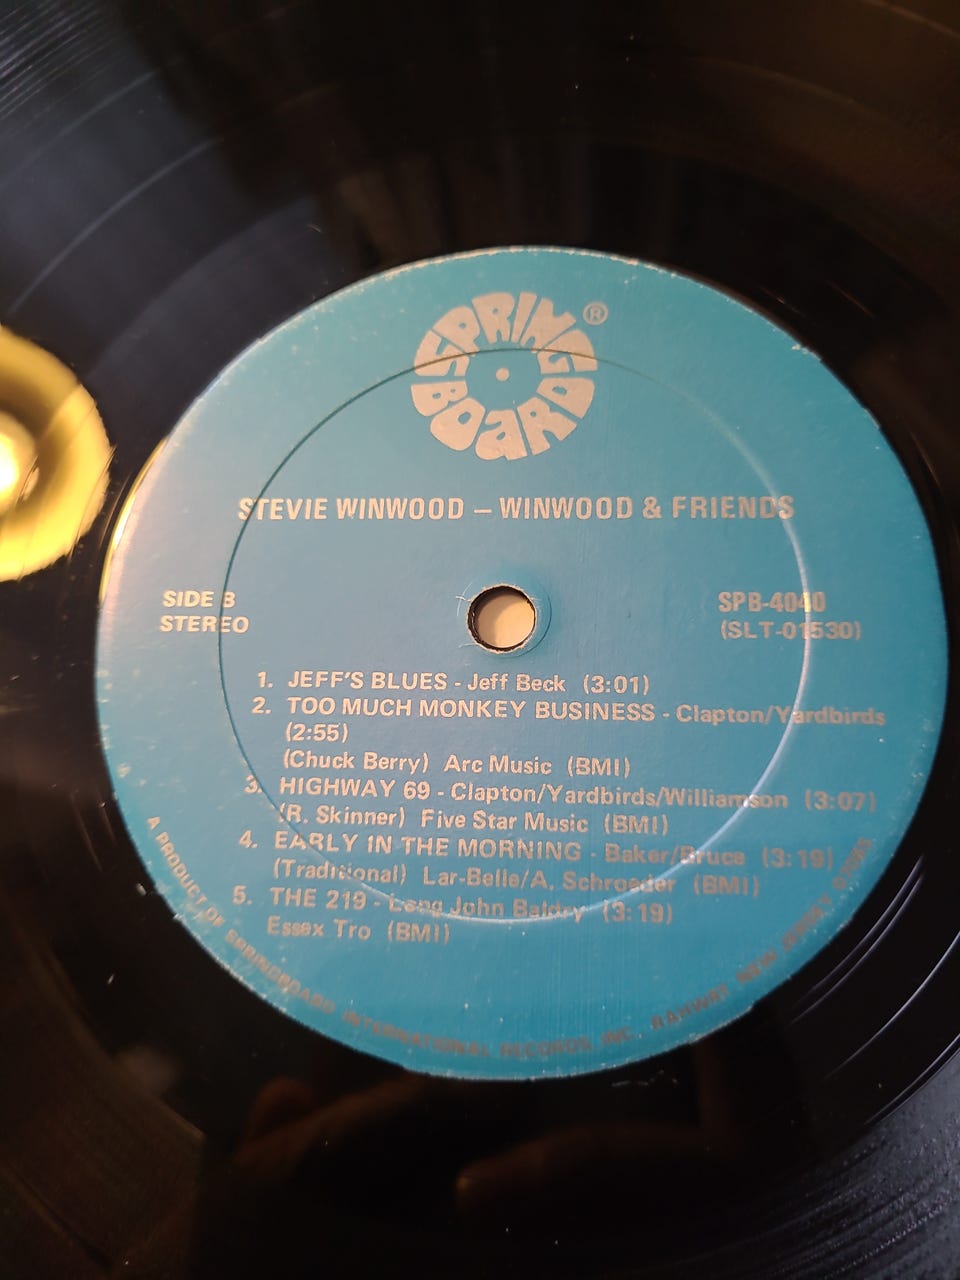 SPRING
BOARD
®
STEVIE WINWOOD – WINWOOD & FRIENDS
SIDE B
STEREO
SPB-4040
(SLT-01530)
1. JEFF'S BLUES - Jeff Beck (3:01)
2. TOO MUCH MONKEY BUSINESS - Clapton/Yardbirds
(2:55)
(Chuck Berry) Arc Music (BMI)
3. HIGHWAY 69 - Clapton/Yardbirds/Williamson (3:07)
(R. Skinner) Five Star Music (BMI)
4. EARLY IN THE MORNING - Baker/Bruce (3:19)
(Traditional) Lar-Belle/A. Schroeder (BMI)
5. THE 219 - Long John Baldry (3:19)
Essex Tro (BMI)
A PRODUCT OF SPRINGBOARD INTERNATIONAL RECORDS, INC. RAHWAY, NEW JERSEY